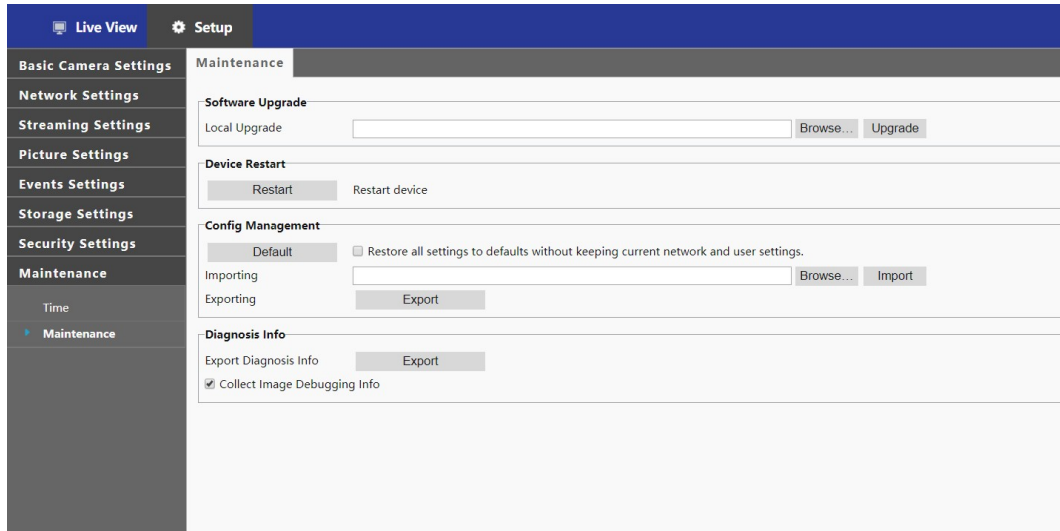 Live View Setup
Basic Camera Settings
Network Settings
Streaming Settings
Picture Settings
Events Settings
Storage Settings
Security Settings
Maintenance
Time
Maintenance
Maintenance
Software Upgrade
Local Upgrade Browse... Upgrade
Device Restart
Restart Restart device
Config Management
Default Restore all settings to defaults without keeping current network and user settings.
Importing Browse... Import
Exporting Export
Diagnosis Info
Export Diagnosis Info Export
Collect Image Debugging Info